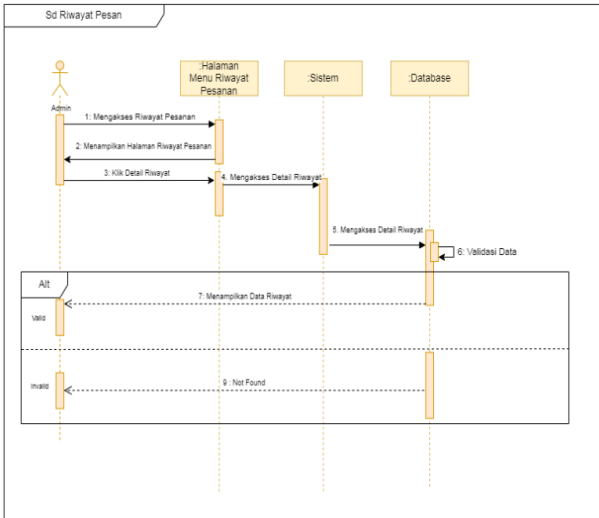 Sd Riwayat Pesan
:Halaman
Menu Riwayat
Pesanan
:Sistem
:Database
Admin
1: Mengakses Riwayat Pesanan
2: Menampilkan Halaman Riwayat Pesanan
3: Klik Detail Riwayat
4. Mengakses Detail Riwayat
5. Mengakses Detail Riwayat
6: Validasi Data
Alt
7: Menampilkan Data Riwayat
Valid
9 : Not Found
Invalid